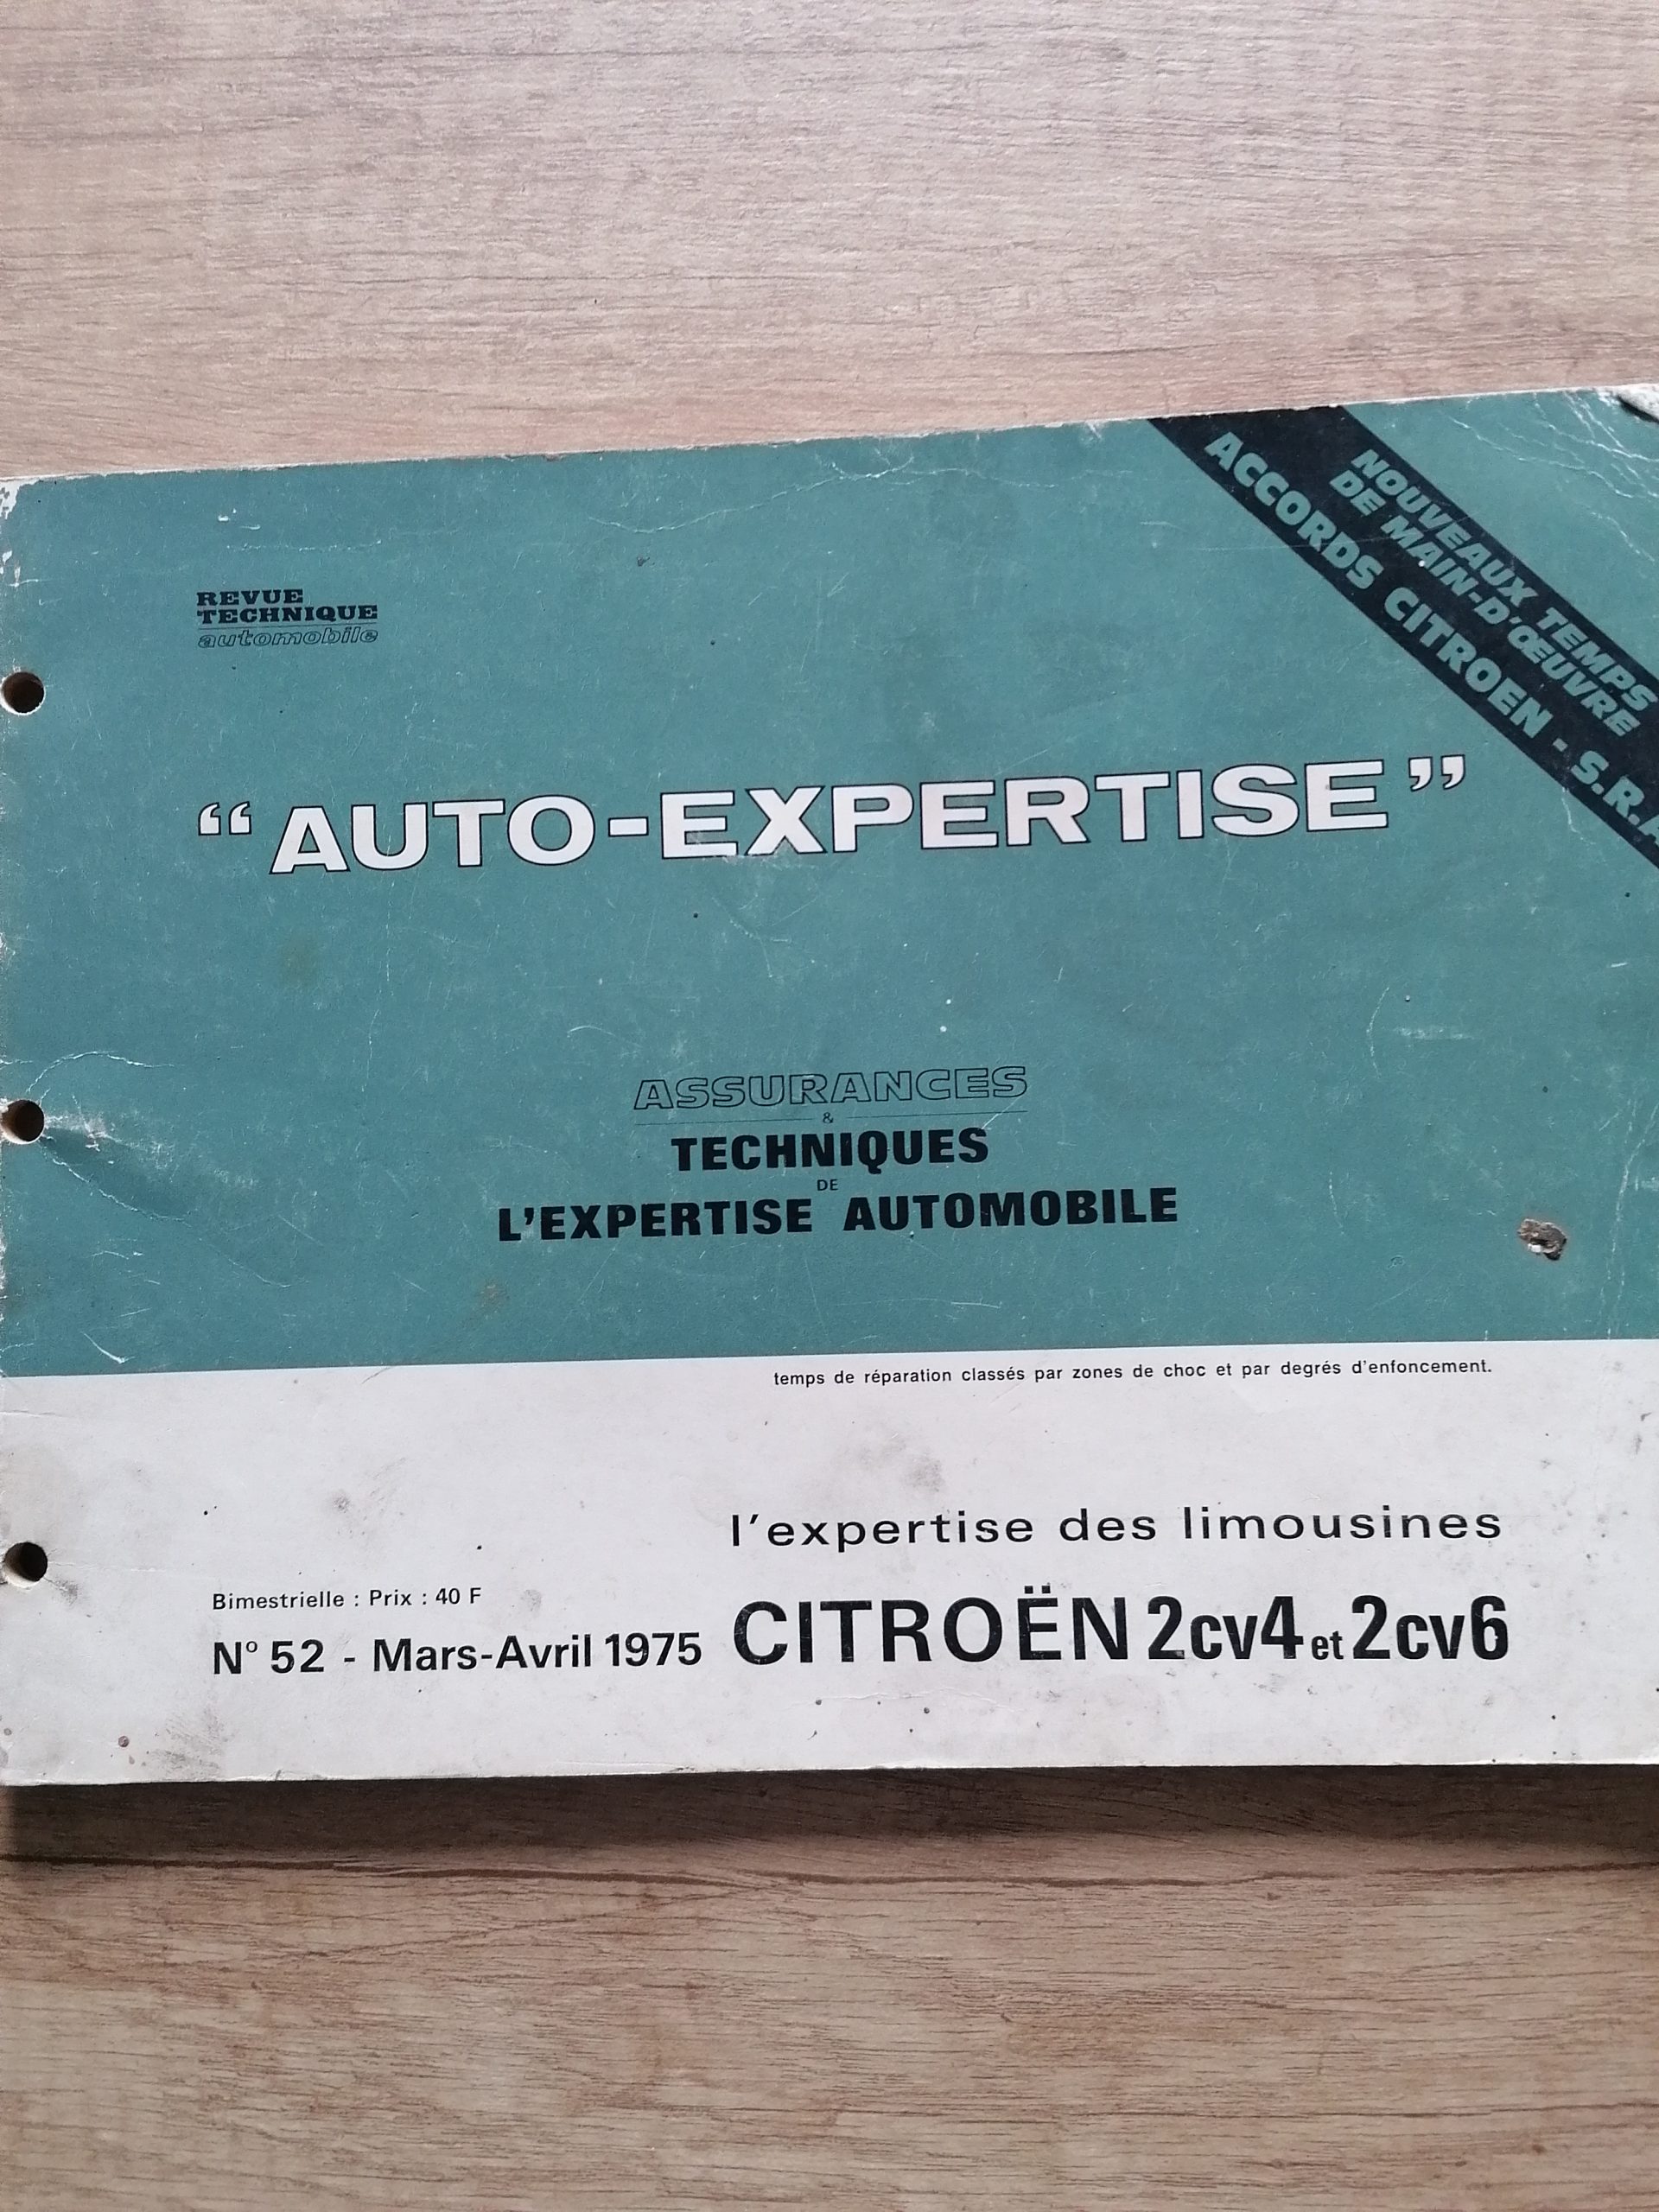 NOUVEAUX TEMPS
DE MAIN-D'ŒUVRE
ACCORDS CITROEN - S.R.
REVUE
TECHNIQUE
automobile
“AUTO-EXPERTISE”
ASSURANCES
&
TECHNIQUES
DE
L'EXPERTISE AUTOMOBILE
temps de réparation classés par zones de choc et par degrés d'enfoncement.
l'expertise des limousines
Bimestrielle : Prix : 40 F
N° 52 - Mars-Avril 1975
CITROËN 2cv4 et 2cv6